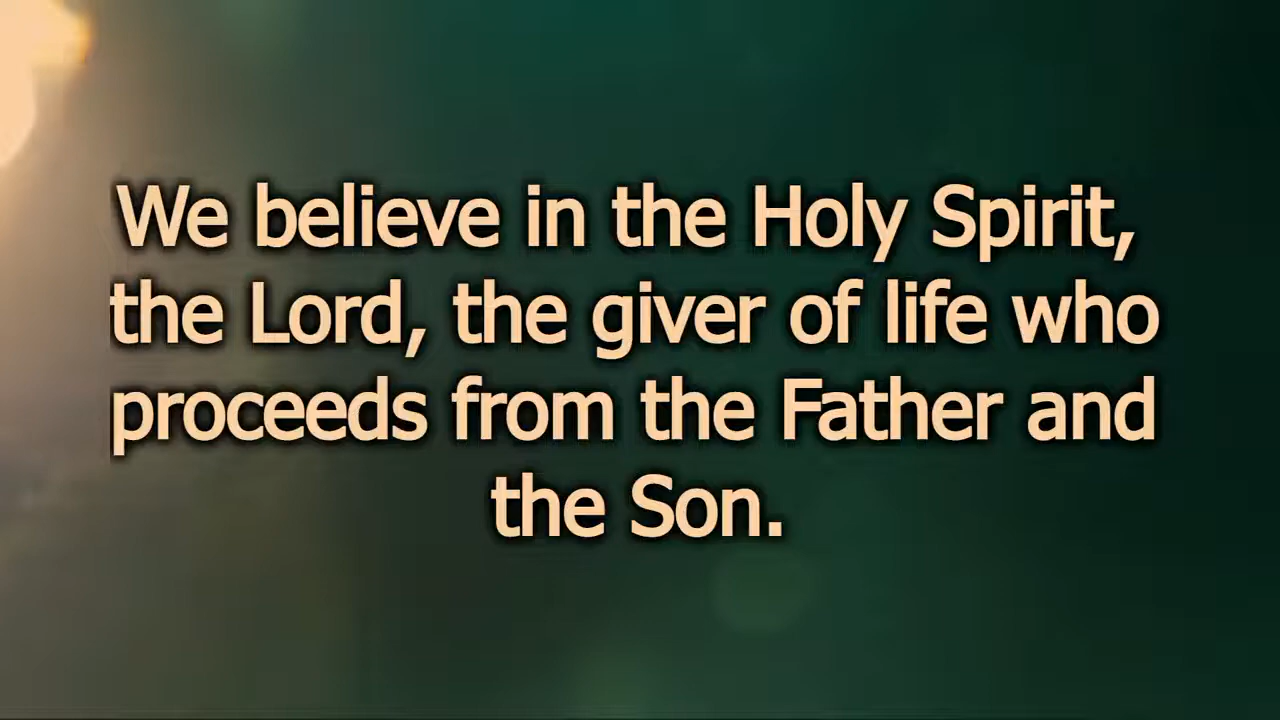 We believe in the Holy Spirit,
the Lord, the giver of life who
proceeds from the Father and
the Son.